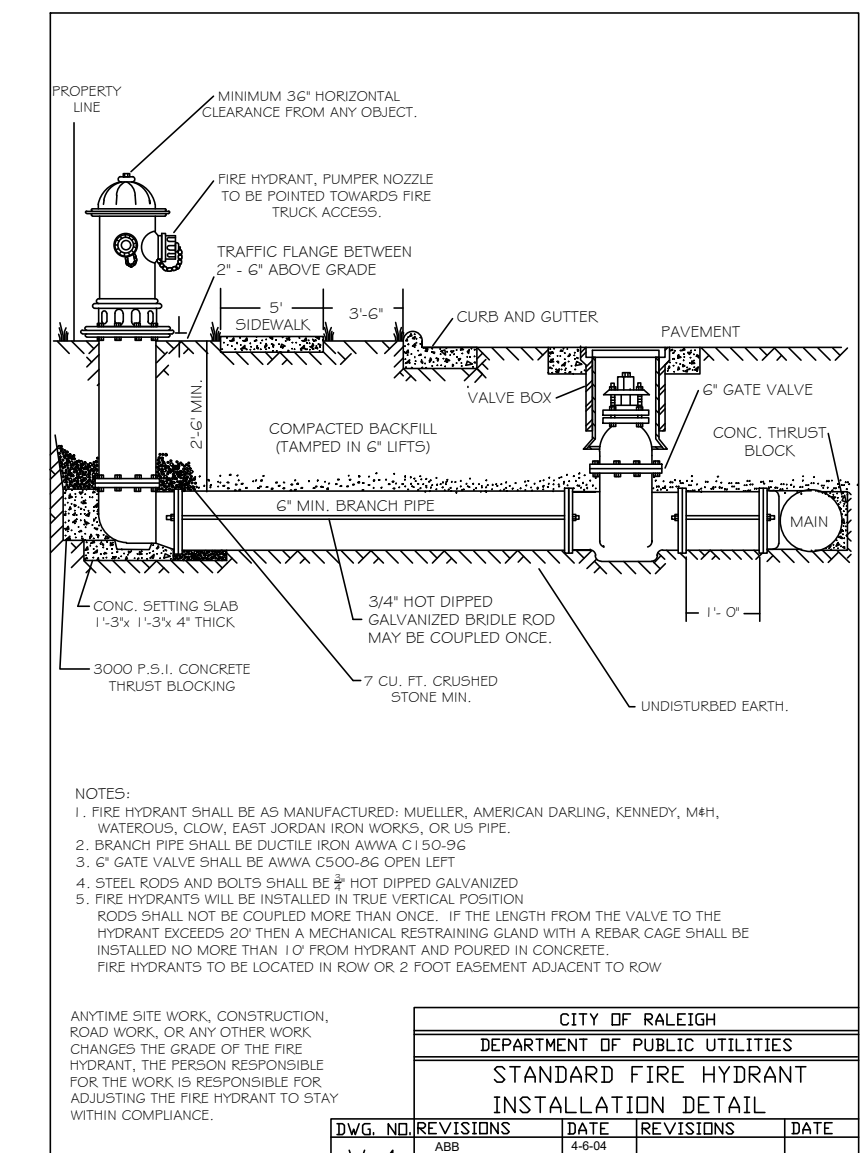 PROPERTY
LINE
MINIMUM 36" HORIZONTAL
CLEARANCE FROM ANY OBJECT.
FIRE HYDRANT, PUMPER NOZZLE
TO BE POINTED TOWARDS FIRE
TRUCK ACCESS.
TRAFFIC FLANGE BETWEEN
2" - 6" ABOVE GRADE
5'
SIDEWALK
3'-6"
CURB AND GUTTER
PAVEMENT
2'-6' MIN.
VALVE BOX
6" GATE VALVE
COMPACTED BACKFILL
(TAMPED IN 6" LIFTS)
CONC. THRUST
BLOCK
6" MIN. BRANCH PIPE
MAIN
CONC. SETTING SLAB
1'-3"x 1'-3"x 4" THICK
3/4" HOT DIPPED
GALVANIZED BRIDLE ROD
MAY BE COUPLED ONCE.
1'- 0"
3000 P.S.I. CONCRETE
THRUST BLOCKING
7 CU. FT. CRUSHED
STONE MIN.
UNDISTURBED EARTH.
NOTES:
1. FIRE HYDRANT SHALL BE AS MANUFACTURED: MUELLER, AMERICAN DARLING, KENNEDY, M&H,
WATEROUS, CLOW, EAST JORDAN IRON WORKS, OR US PIPE.
2. BRANCH PIPE SHALL BE DUCTILE IRON AWWA C150-96
3. 6" GATE VALVE SHALL BE AWWA C500-86 OPEN LEFT
4. STEEL RODS AND BOLTS SHALL BE 3/4" HOT DIPPED GALVANIZED
5. FIRE HYDRANTS WILL BE INSTALLED IN TRUE VERTICAL POSITION
RODS SHALL NOT BE COUPLED MORE THAN ONCE. IF THE LENGTH FROM THE VALVE TO THE
HYDRANT EXCEEDS 20' THEN A MECHANICAL RESTRAINING GLAND WITH A REBAR CAGE SHALL BE
INSTALLED NO MORE THAN 10' FROM HYDRANT AND POURED IN CONCRETE.
FIRE HYDRANTS TO BE LOCATED IN ROW OR 2 FOOT EASEMENT ADJACENT TO ROW
ANYTIME SITE WORK, CONSTRUCTION,
ROAD WORK, OR ANY OTHER WORK
CHANGES THE GRADE OF THE FIRE
HYDRANT, THE PERSON RESPONSIBLE
FOR THE WORK IS RESPONSIBLE FOR
ADJUSTING THE FIRE HYDRANT TO STAY
WITHIN COMPLIANCE.
CITY OF RALEIGH
DEPARTMENT OF PUBLIC UTILITIES
STANDARD FIRE HYDRANT
INSTALLATION DETAIL
DWG. NO. REVISIONS DATE REVISIONS DATE
ABB 4-6-04